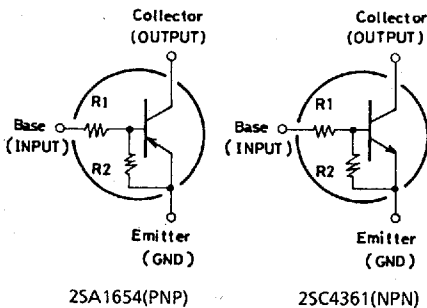 Collector
(OUTPUT)
R1
Base
(INPUT)
R2
Emitter
(GND)
2SA1654(PNP)
Collector
(OUTPUT)
R1
Base
(INPUT)
R2
Emitter
(GND)
2SC4361(NPN)